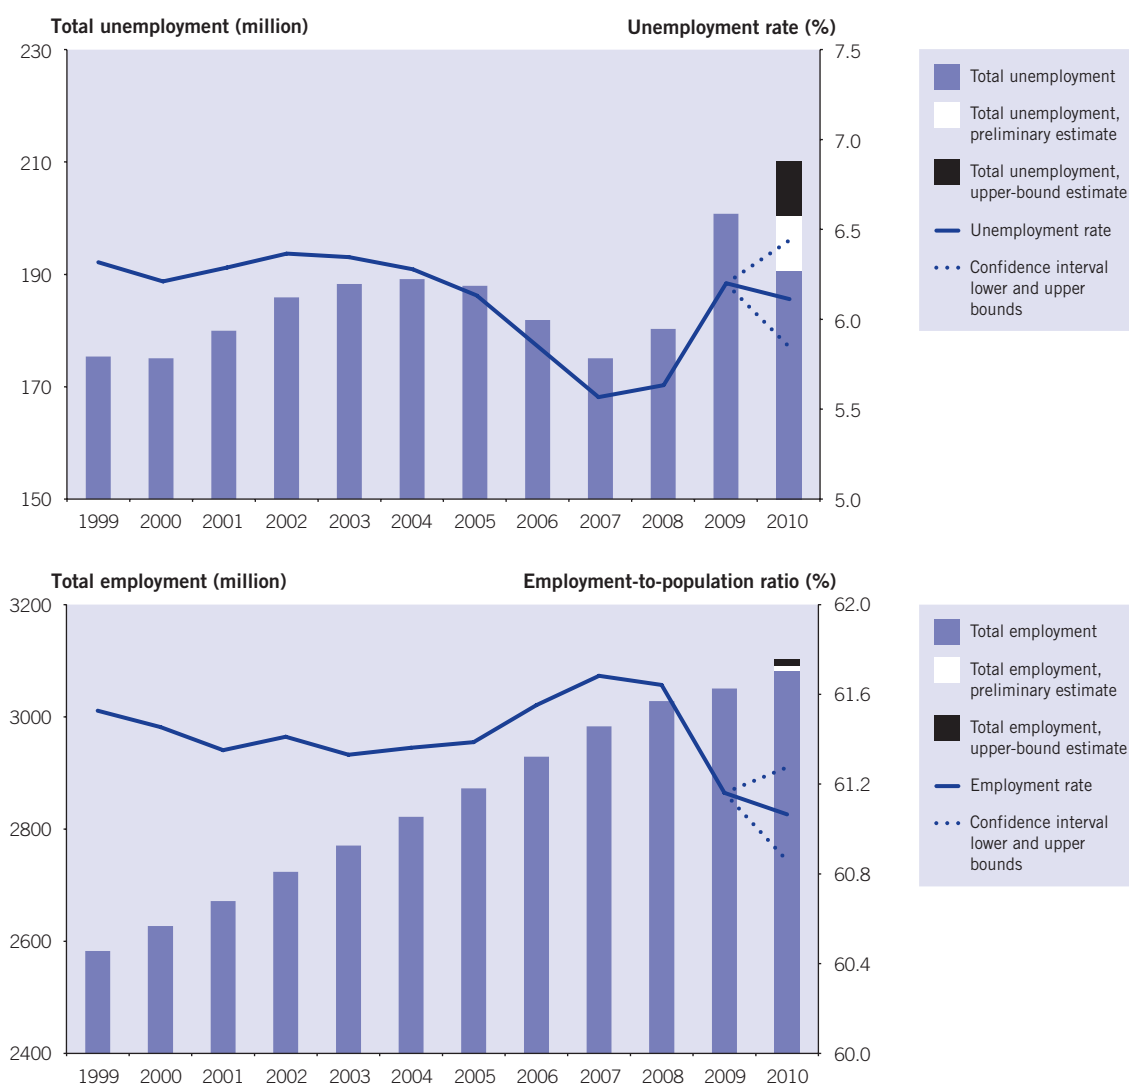 Total unemployment (million)
Unemployment rate (%)
230
210
190
170
150
7.5
7.0
6.5
6.0
5.5
5.0
1999 2000 2001 2002 2003 2004 2005 2006 2007 2008 2009 2010
Total unemployment
Total unemployment,
preliminary estimate
Total unemployment,
upper-bound estimate
Unemployment rate
Confidence interval
lower and upper
bounds
Total employment (million)
Employment-to-population ratio (%)
3200
3000
2800
2600
2400
62.0
61.6
61.2
60.8
60.4
60.0
1999 2000 2001 2002 2003 2004 2005 2006 2007 2008 2009 2010
Total employment
Total employment,
preliminary estimate
Total employment,
upper-bound estimate
Employment rate
Confidence interval
lower and upper
bounds